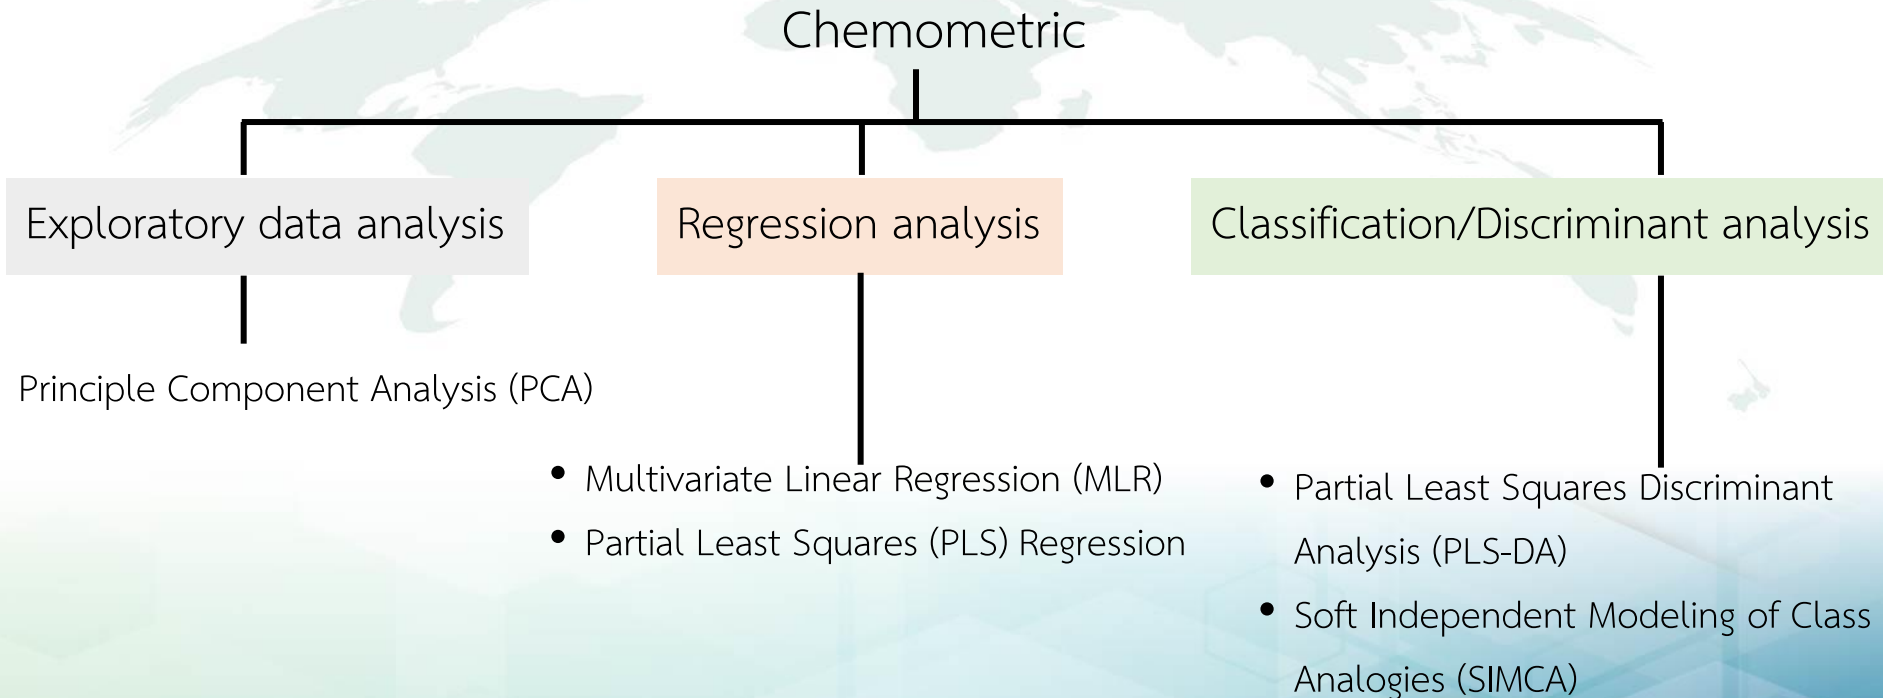 Chemometric
Exploratory data analysis
Regression analysis
Classification/Discriminant analysis
Principle Component Analysis (PCA)
• Multivariate Linear Regression (MLR)
• Partial Least Squares (PLS) Regression
• Partial Least Squares Discriminant
Analysis (PLS-DA)
• Soft Independent Modeling of Class
Analogies (SIMCA)